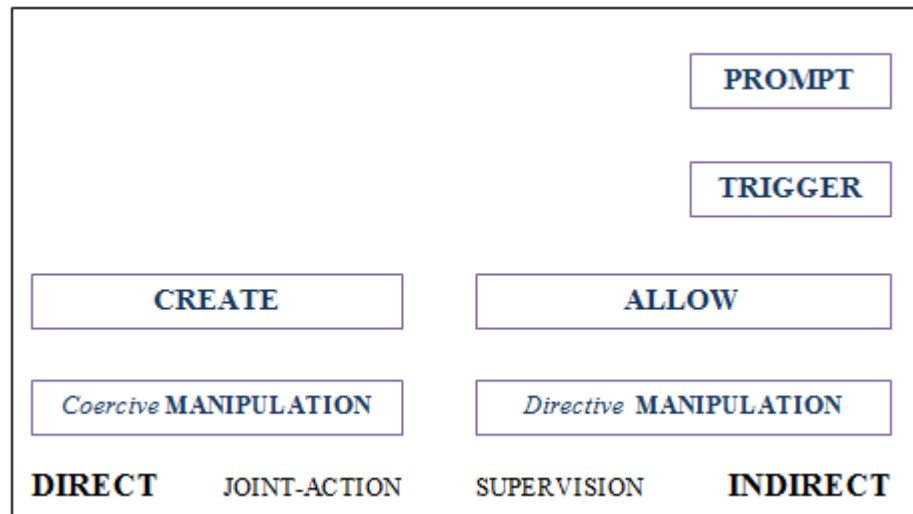 PROMPT
TRIGGER
CREATE ALLOW
Coercive MANIPULATION Directive MANIPULATION
DIRECT JOINT-ACTION SUPERVISION INDIRECT